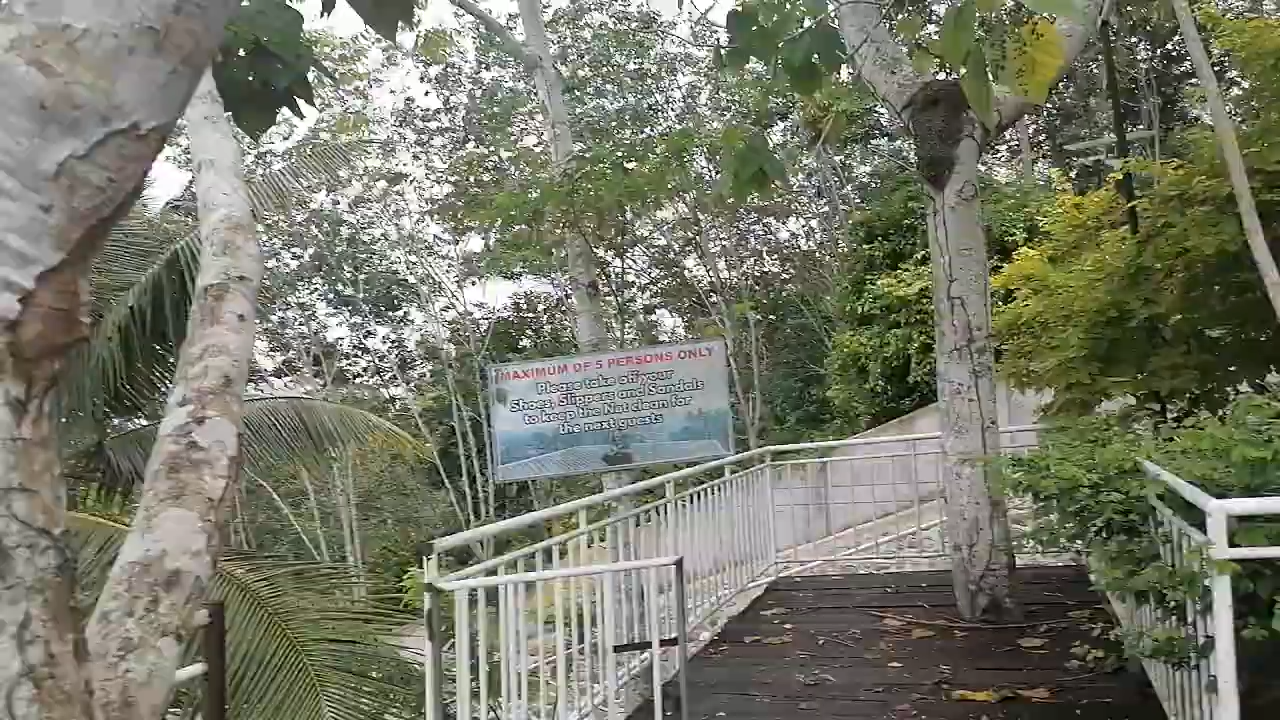 MAXIMUM OF 5 PERSONS ONLY
Please take off your
Shoes, Slippers and Sandals
to keep the Nut clean for
the next guests